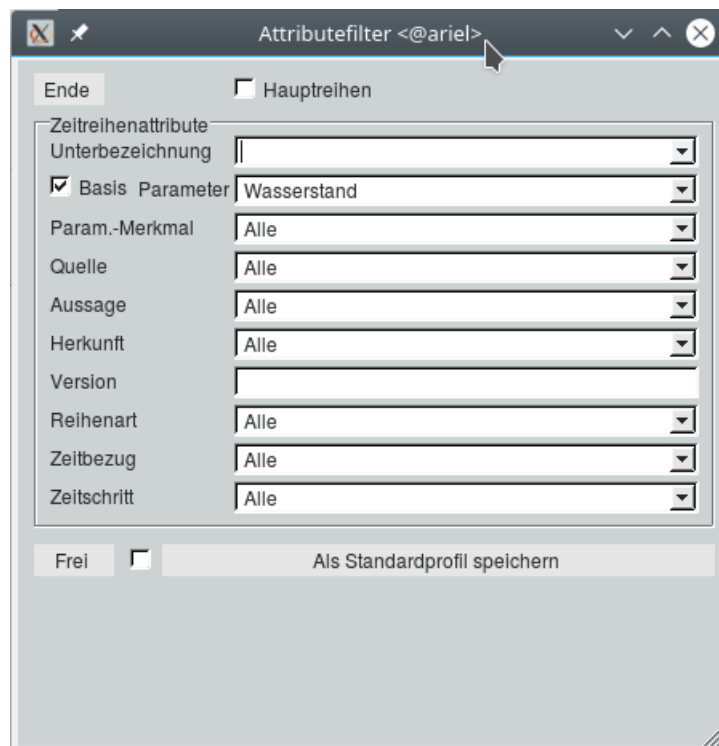 Attributefilter <@ariel>
Ende Hauptreihen
Zeitreihenattribute
Unterbezeichnung
Basis Parameter Wasserstand
Param.-Merkmal Alle
Quelle Alle
Aussage Alle
Herkunft Alle
Version
Reihenart Alle
Zeitbezug Alle
Zeitschritt Alle
Frei Als Standardprofil speichern